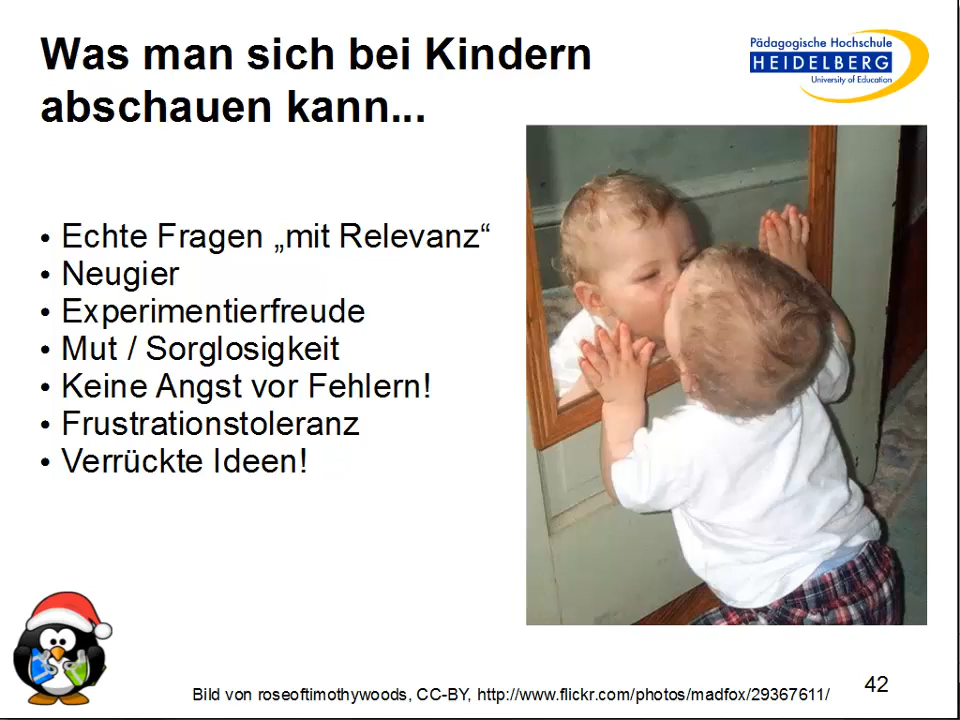 Was man sich bei Kindern
abschauen kann...
Pädagogische Hochschule
HEIDELBERG
University of Education
• Echte Fragen „mit Relevanz“
• Neugier
• Experimentierfreude
• Mut / Sorglosigkeit
• Keine Angst vor Fehlern!
• Frustrationstoleranz
• Verrückte Ideen!
Bild von roseoftimothywoods, CC-BY, http://www.flickr.com/photos/madfox/29367611/
42